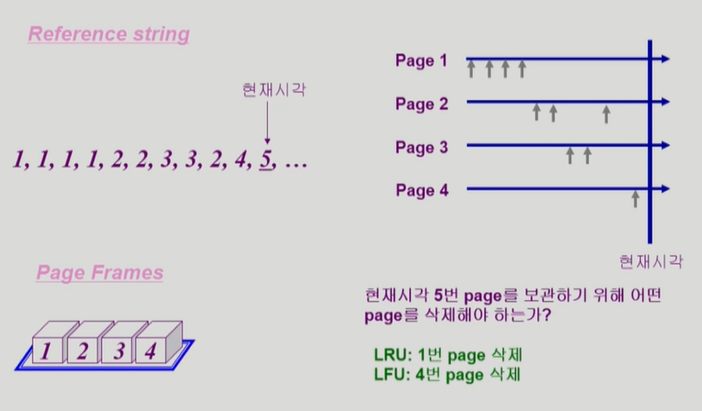 Reference string
현재시각
1, 1, 1, 1, 2, 2, 3, 3, 2, 4, 5, ...
Page Frames
1 2 3 4
Page 1
Page 2
Page 3
Page 4
현재시각
현재시각 5번 page를 보관하기 위해 어떤
page를 삭제해야 하는가?
LRU: 1번 page 삭제
LFU: 4번 page 삭제